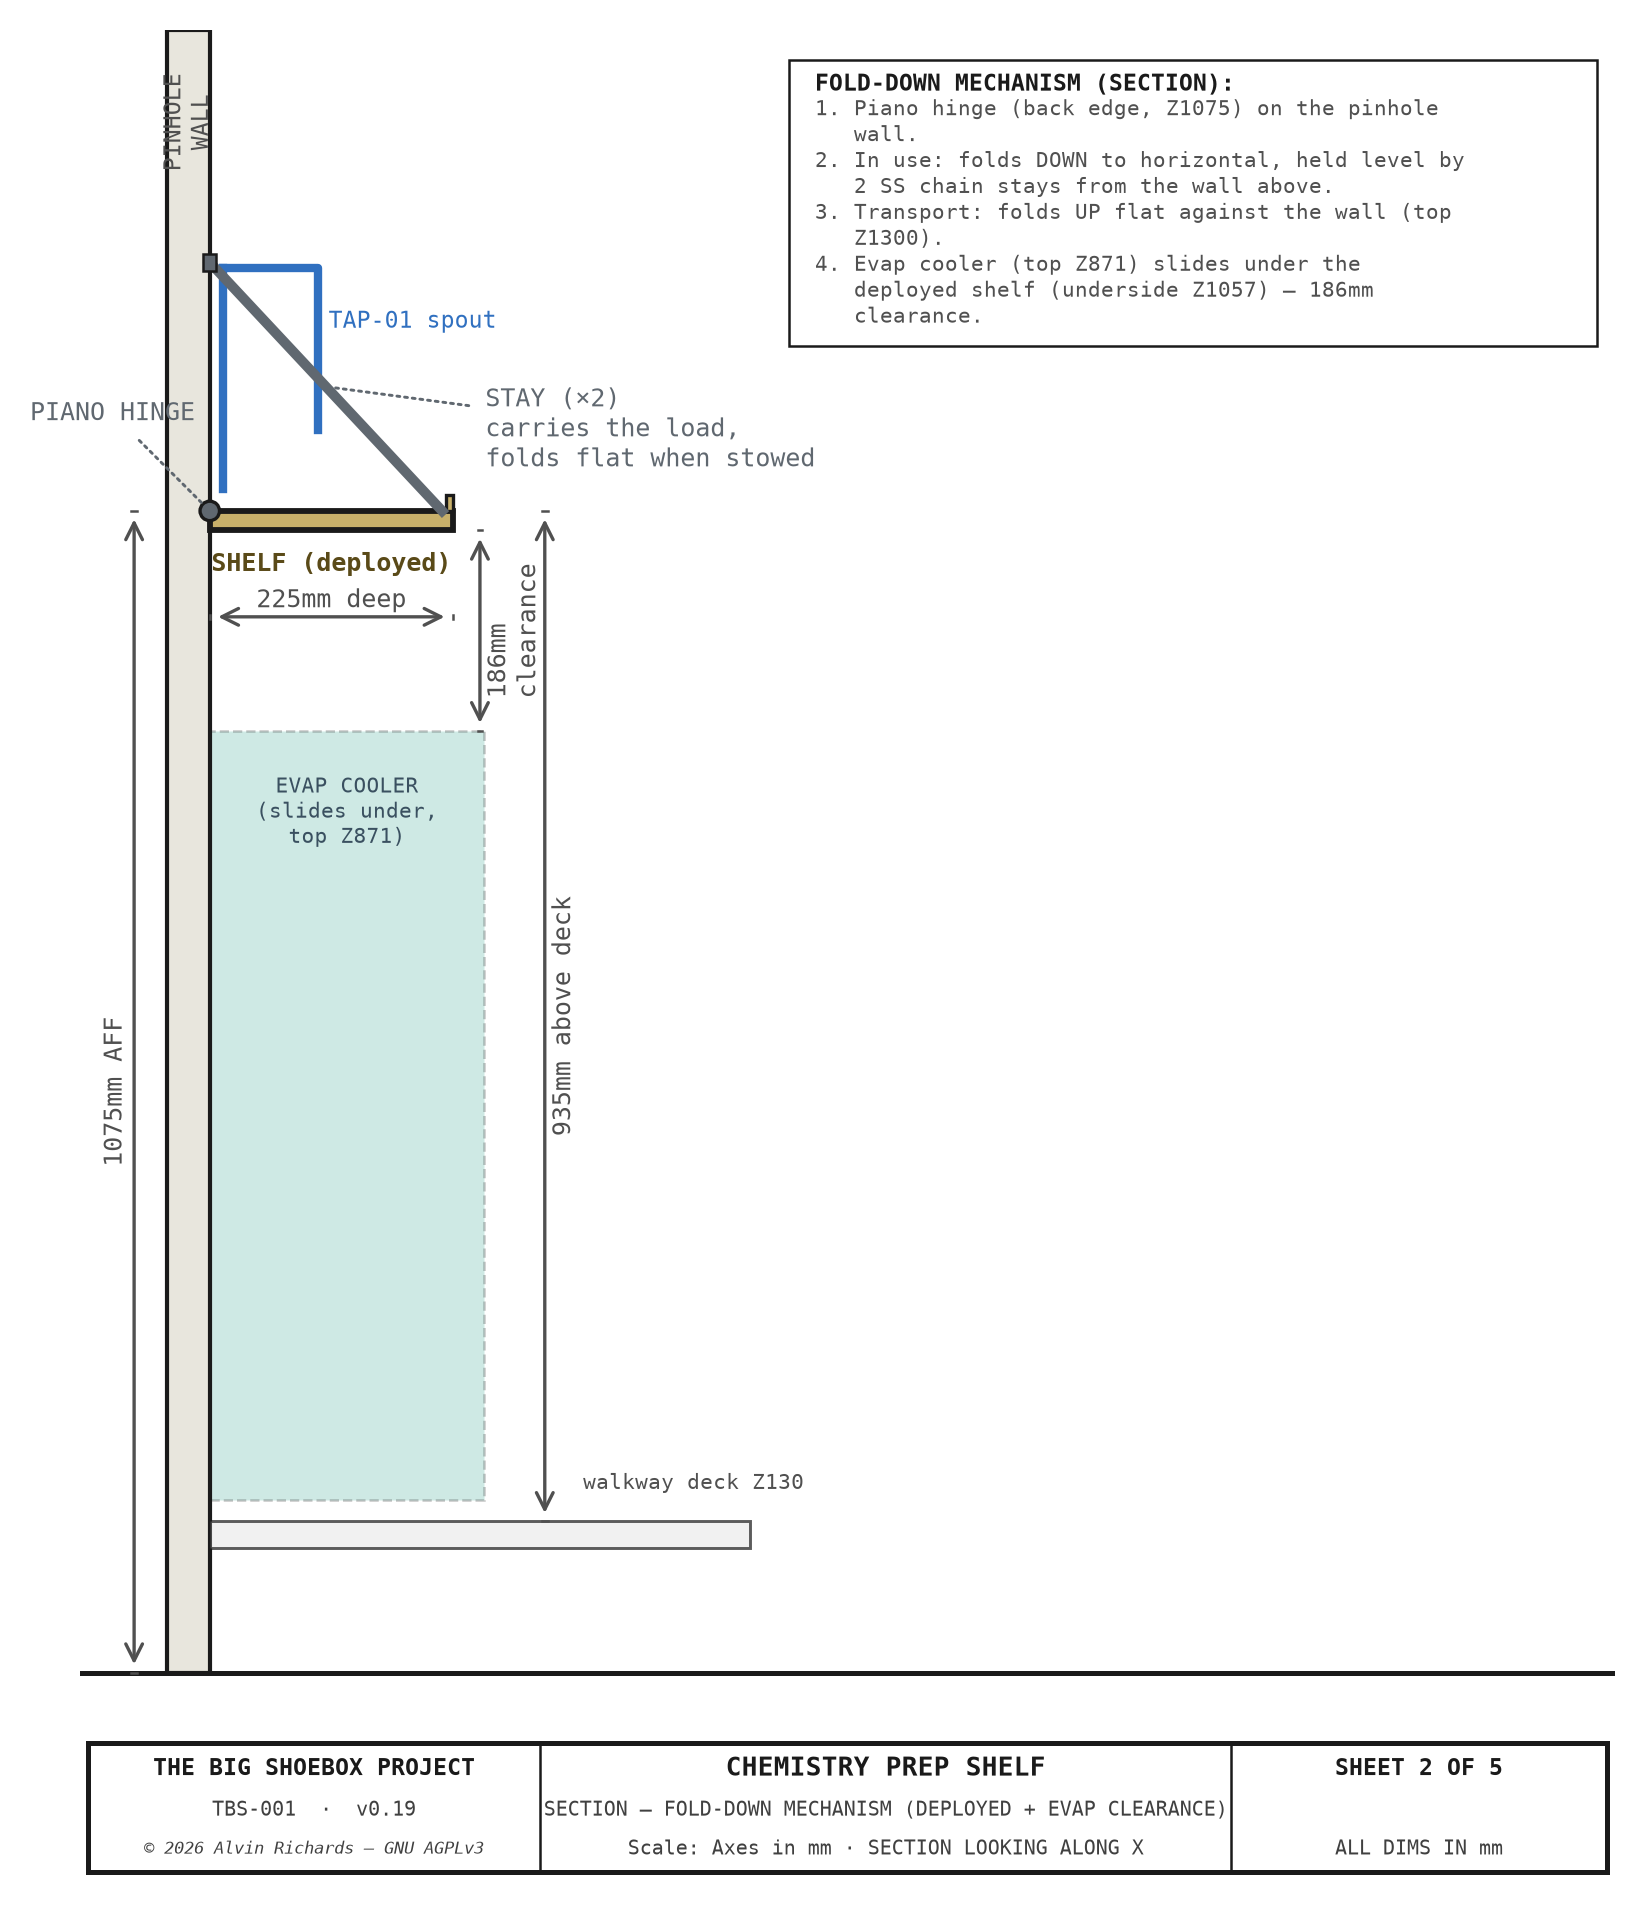 PINHOLE
WALL
FOLD-DOWN MECHANISM (SECTION):
1. Piano hinge (back edge, Z1075) on the pinhole
wall.
2. In use: folds DOWN to horizontal, held level by
2 SS chain stays from the wall above.
3. Transport: folds UP flat against the wall (top
Z1300).
4. Evap cooler (top Z871) slides under the
deployed shelf (underside Z1057) — 186mm
clearance.
TAP-01 spout
PIANO HINGE
STAY (×2)
carries the load,
folds flat when stowed
SHELF (deployed)
225mm deep
186mm
clearance
EVAP COOLER
(slides under,
top Z871)
1075mm AFF
935mm above deck
walkway deck Z130
THE BIG SHOEBOX PROJECT
TBS-001 · v0.19
© 2026 Alvin Richards — GNU AGPLv3
CHEMISTRY PREP SHELF
SECTION — FOLD-DOWN MECHANISM (DEPLOYED + EVAP CLEARANCE)
Scale: Axes in mm · SECTION LOOKING ALONG X
SHEET 2 OF 5
ALL DIMS IN mm